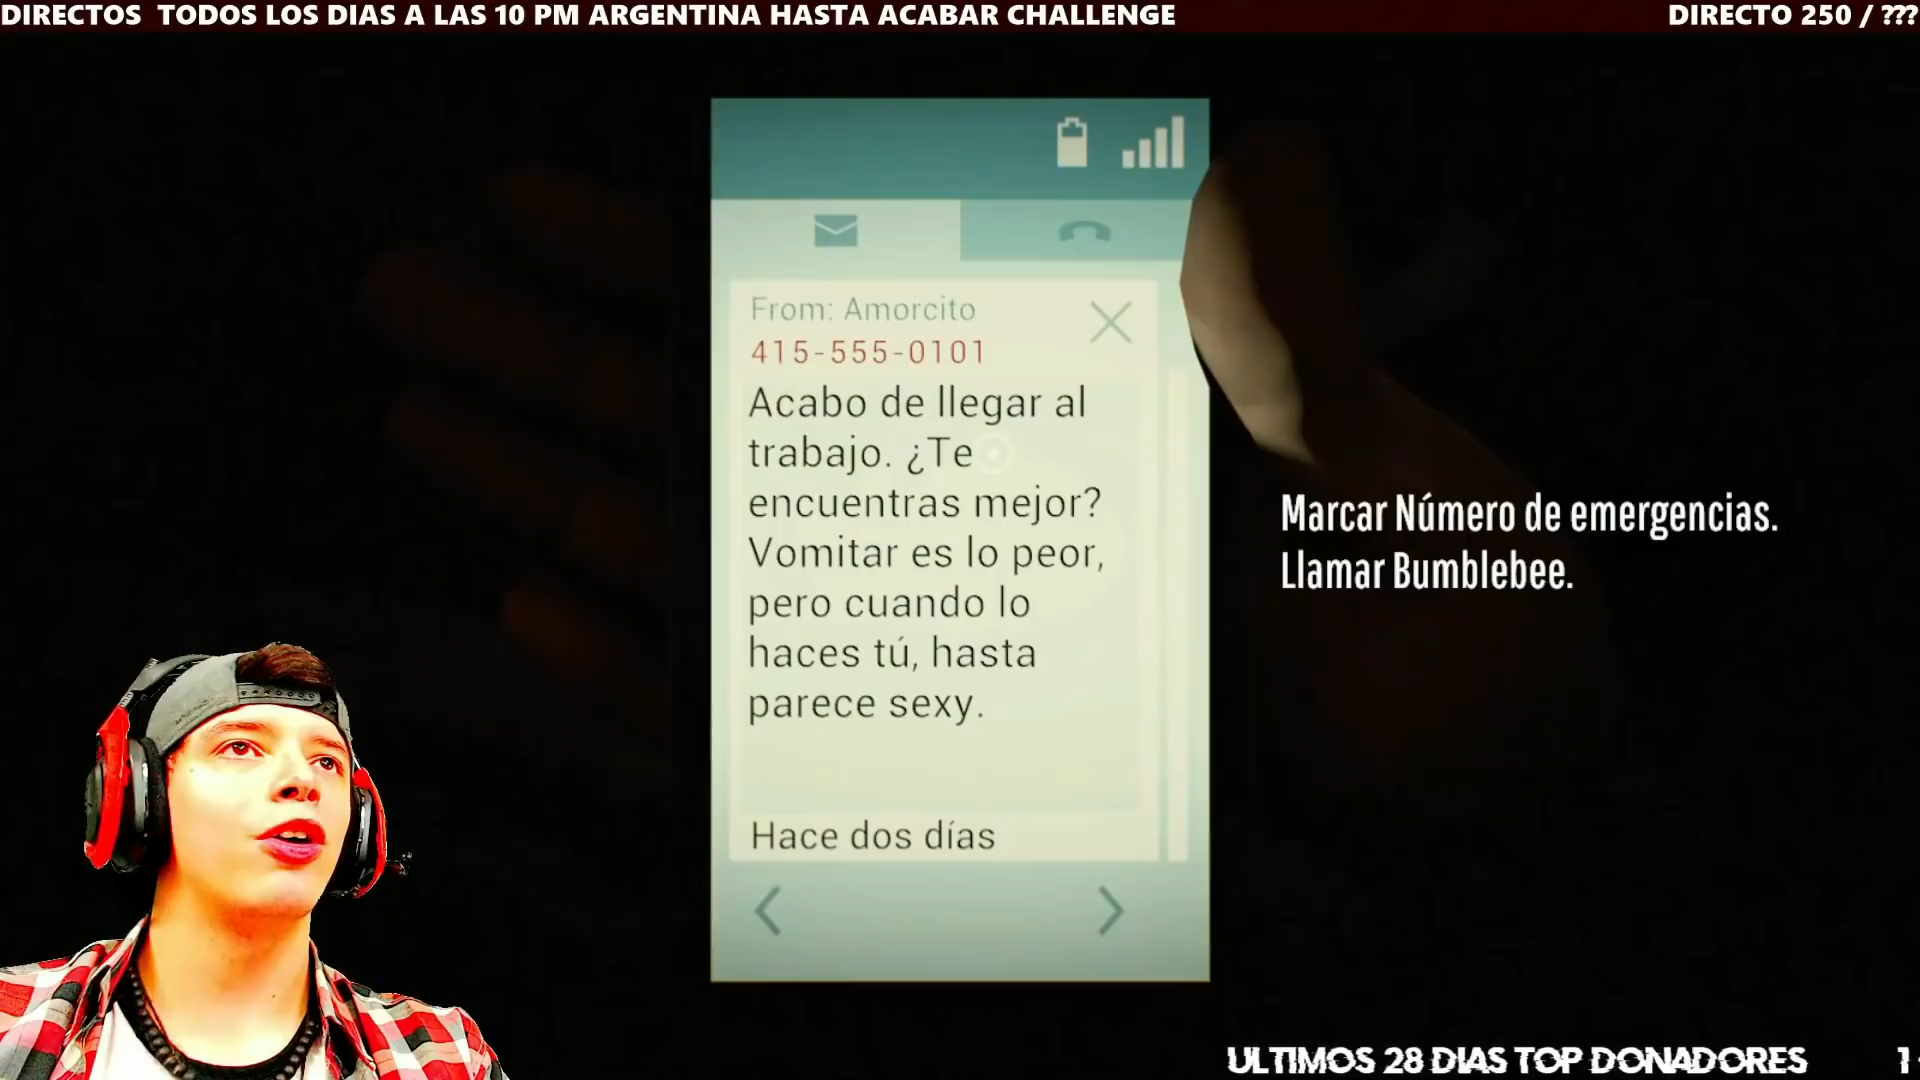 DIRECTOS TODOS LOS DIAS A LAS 10 PM ARGENTINA HASTA ACABAR CHALLENGE
DIRECTO 250 / ???
From: Amorcito
415-555-0101
Acabo de llegar al
trabajo. ¿Te
encuentras mejor?
Vomitar es lo peor,
pero cuando lo
haces tú, hasta
parece sexy.
Hace dos días
Marcar Número de emergencias.
Llamar Bumblebee.
ULTIMOS 28 DIAS TOP DONADORES
1